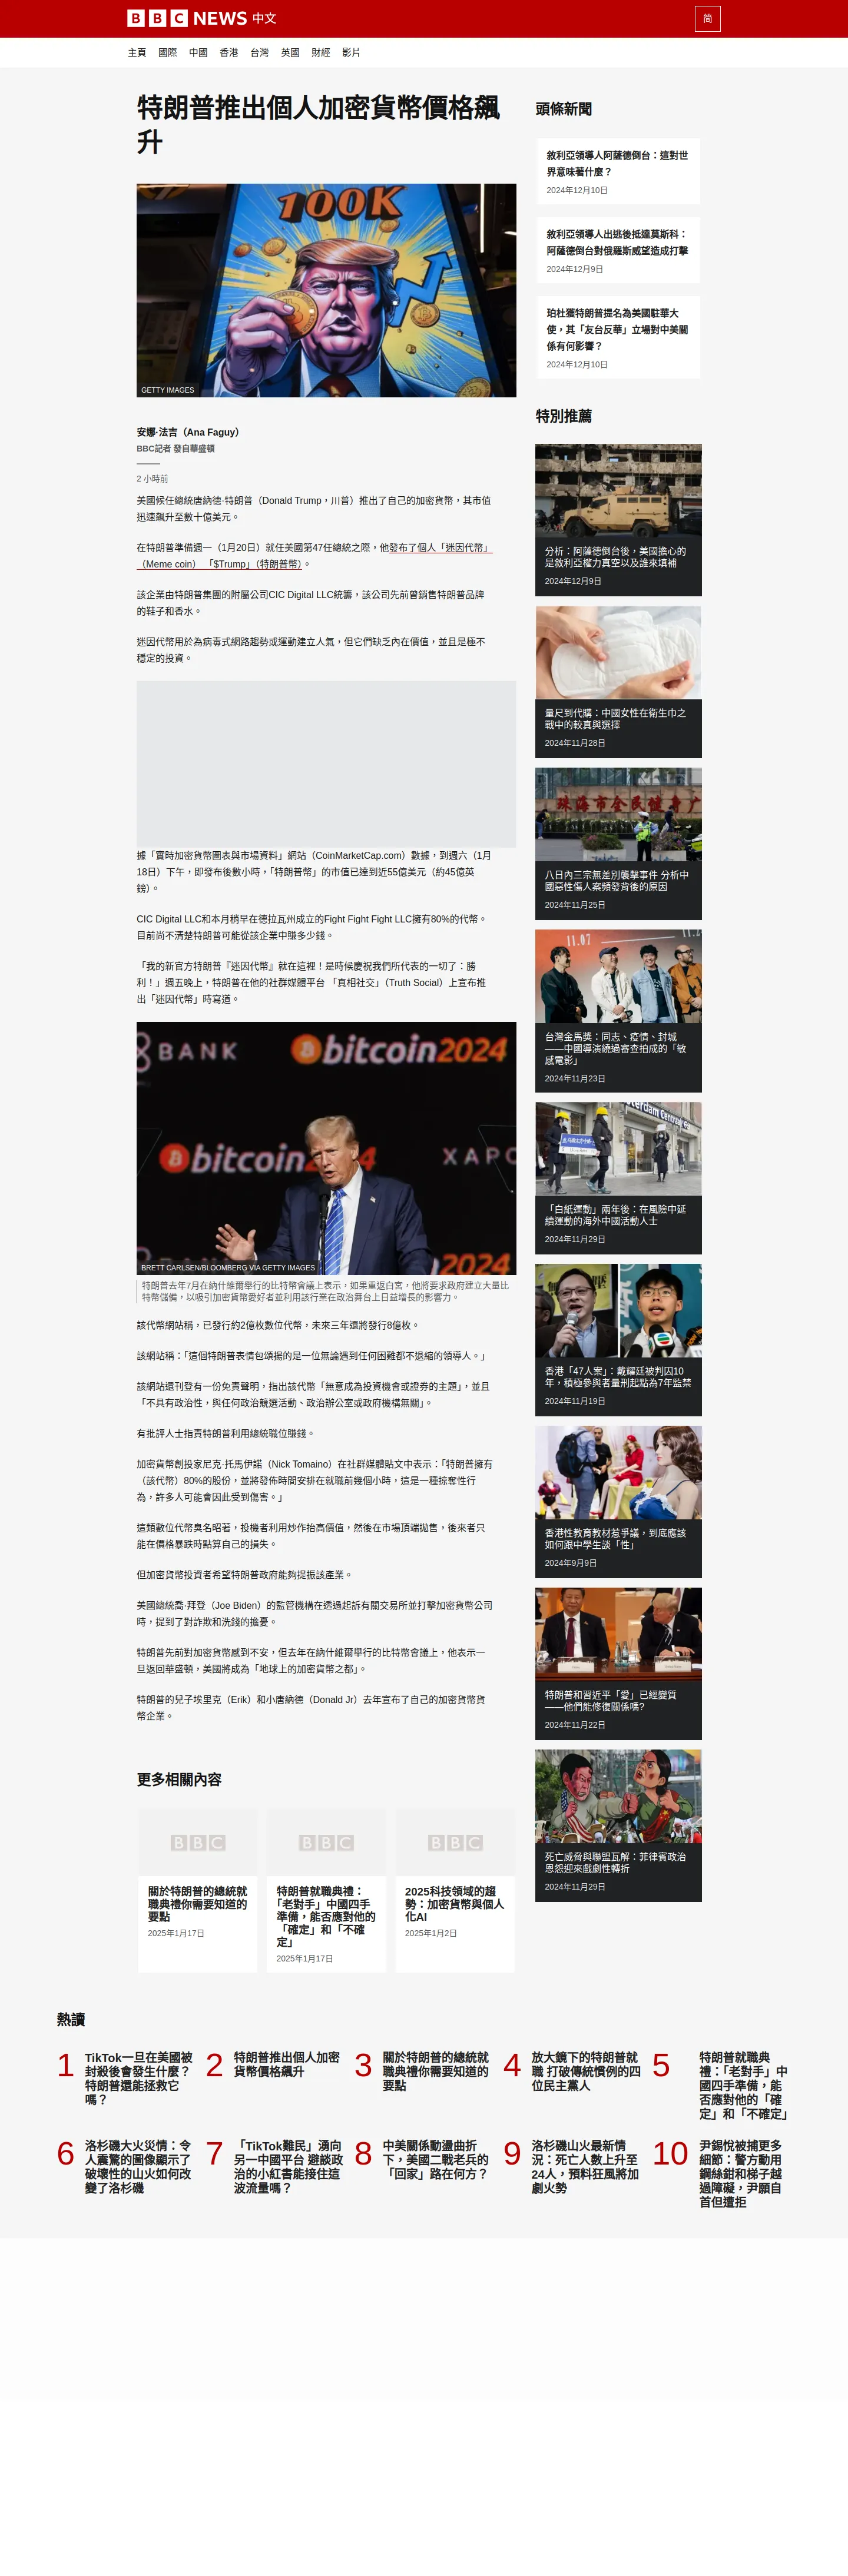 BBC NEWS 中文
简
主頁 國際 中國 香港 台灣 英國 財經 影片
特朗普推出個人加密貨幣價格飆
升
100K
GETTY IMAGES
安娜·法吉（Ana Faguy）
BBC記者 發自華盛頓
2 小時前
美國候任總統唐納德·特朗普（Donald Trump，川普）推出了自己的加密貨幣，其市值
迅速飆升至數十億美元。
在特朗普準備週一（1月20日）就任美國第47任總統之際，他發布了個人「迷因代幣」
（Meme coin） 「$Trump」（特朗普幣）。
該企業由特朗普集團的附屬公司CIC Digital LLC統籌，該公司先前曾銷售特朗普品牌
的鞋子和香水。
迷因代幣用於為病毒式網路趨勢或運動建立人氣，但它們缺乏內在價值，並且是極不
穩定的投資。
據「實時加密貨幣圖表與市場資料」網站（CoinMarketCap.com）數據，到週六（1月
18日）下午，即發布後數小時，「特朗普幣」的市值已達到近55億美元（約45億英
鎊）。
CIC Digital LLC和本月稍早在德拉瓦州成立的Fight Fight Fight LLC擁有80%的代幣。
目前尚不清楚特朗普可能從該企業中賺多少錢。
「我的新官方特朗普『迷因代幣』就在這裡！是時候慶祝我們所代表的一切了：勝
利！」週五晚上，特朗普在他的社群媒體平台 「真相社交」（Truth Social）上宣布推
出「迷因代幣」時寫道。
BANK bitcoin2024
bitcoin2024 XAPO
2024
BRETT CARLSEN/BLOOMBERG VIA GETTY IMAGES
特朗普去年7月在納什維爾舉行的比特幣會議上表示，如果重返白宮，他將要求政府建立大量比
特幣儲備，以吸引加密貨幣愛好者並利用該行業在政治舞台上日益增長的影響力。
該代幣網站稱，已發行約2億枚數位代幣，未來三年還將發行8億枚。
該網站稱：「這個特朗普表情包頌揚的是一位無論遇到任何困難都不退縮的領導人。」
該網站還刊登有一份免責聲明，指出該代幣「無意成為投資機會或證券的主題」，並且
「不具有政治性，與任何政治競選活動、政治辦公室或政府機構無關」。
有批評人士指責特朗普利用總統職位賺錢。
加密貨幣創投家尼克·托馬伊諾（Nick Tomaino）在社群媒體貼文中表示：「特朗普擁有
（該代幣）80%的股份，並將發佈時間安排在就職前幾個小時，這是一種掠奪性行
為，許多人可能會因此受到傷害。」
這類數位代幣臭名昭著，投機者利用炒作抬高價值，然後在市場頂端拋售，後來者只
能在價格暴跌時點算自己的損失。
但加密貨幣投資者希望特朗普政府能夠提振該產業。
美國總統喬·拜登（Joe Biden）的監管機構在透過起訴有關交易所並打擊加密貨幣公司
時，提到了對詐欺和洗錢的擔憂。
特朗普先前對加密貨幣感到不安，但去年在納什維爾舉行的比特幣會議上，他表示一
旦返回華盛頓，美國將成為「地球上的加密貨幣之都」。
特朗普的兒子埃里克（Erik）和小唐納德（Donald Jr）去年宣布了自己的加密貨幣貨
幣企業。
更多相關內容
BBC
關於特朗普的總統就
職典禮你需要知道的
要點
2025年1月17日
BBC
特朗普就職典禮：
「老對手」中國四手
準備，能否應對他的
「確定」和「不確
定」
2025年1月17日
BBC
2025科技領域的趨
勢：加密貨幣與個人
化AI
2025年1月2日
頭條新聞
敘利亞領導人阿薩德倒台：這對世
界意味著什麼？
2024年12月10日
敘利亞領導人出逃後抵達莫斯科：
阿薩德倒台對俄羅斯威望造成打擊
2024年12月9日
珀杜獲特朗普提名為美國駐華大
使，其「友台反華」立場對中美關
係有何影響？
2024年12月10日
特別推薦
分析：阿薩德倒台後，美國擔心的
是敘利亞權力真空以及誰來填補
2024年12月9日
量尺到代購：中國女性在衛生巾之
戰中的較真與選擇
2024年11月28日
珠海市全民健身广
八日內三宗無差別襲擊事件 分析中
國惡性傷人案頻發背後的原因
2024年11月25日
11.07
台灣金馬獎：同志、疫情、封城
——中國導演繞過審查拍成的「敏
感電影」
2024年11月23日
「白紙運動」兩年後：在風險中延
續運動的海外中國活動人士
2024年11月29日
香港「47人案」：戴耀廷被判囚10
年，積極參與者量刑起點為7年監禁
2024年11月19日
香港性教育教材惹爭議，到底應該
如何跟中學生談「性」
2024年9月9日
特朗普和習近平「愛」已經變質
——他們能修復關係嗎?
2024年11月22日
死亡威脅與聯盟瓦解：菲律賓政治
恩怨迎來戲劇性轉折
2024年11月29日
熱讀
1 TikTok一旦在美國被
封殺後會發生什麼？
特朗普還能拯救它
嗎？
2 特朗普推出個人加密
貨幣價格飆升
3 關於特朗普的總統就
職典禮你需要知道的
要點
4 放大鏡下的特朗普就
職 打破傳統慣例的四
位民主黨人
5 特朗普就職典
禮：「老對手」中
國四手準備，能
否應對他的「確
定」和「不確定」
6 洛杉磯大火災情：令
人震驚的圖像顯示了
破壞性的山火如何改
變了洛杉磯
7 「TikTok難民」湧向
另一中國平台 避談政
治的小紅書能接住這
波流量嗎？
8 中美關係動盪曲折
下，美國二戰老兵的
「回家」路在何方？
9 洛杉磯山火最新情
況：死亡人數上升至
24人，預料狂風將加
劇火勢
10 尹錫悅被捕更多
細節：警方動用
鋼絲鉗和梯子越
過障礙，尹願自
首但遭拒